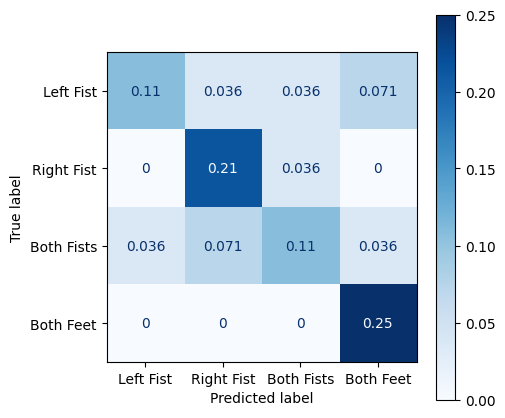 Left Fist 0.11 0.036 0.036 0.071
Right Fist 0 0.21 0.036 0
Both Fists 0.036 0.071 0.11 0.036
Both Feet 0 0 0 0.25
Left Fist Right Fist Both Fists Both Feet
Predicted label
True label
0.25
0.20
0.15
0.10
0.05
0.00